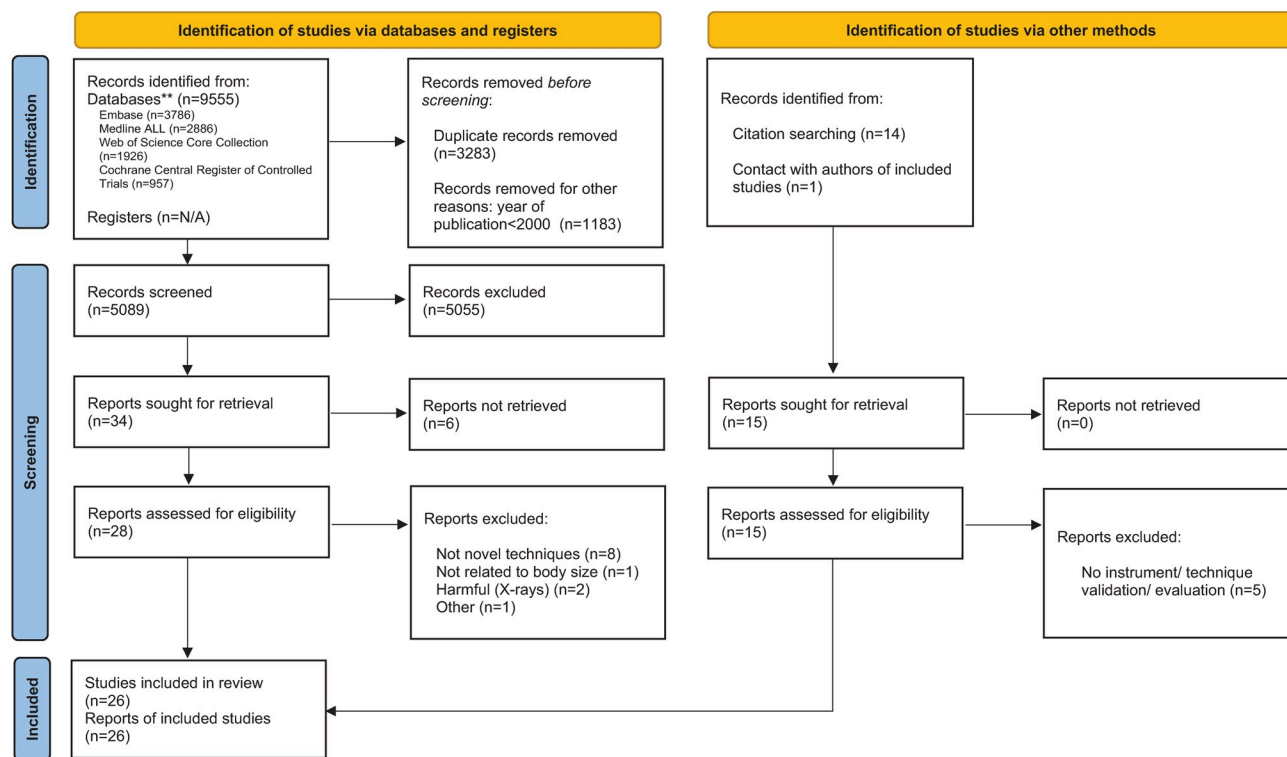 Identification of studies via databases and registers
Identification of studies via other methods
Identification
Records identified from:
Databases** (n=9555)
Embase (n=3786)
Medline ALL (n=2886)
Web of Science Core Collection
(n=1926)
Cochrane Central Register of Controlled
Trials (n=957)
Registers (n=N/A)
Records removed before
screening:
Duplicate records removed
(n=3283)
Records removed for other
reasons: year of
publication<2000 (n=1183)
Records identified from:
Citation searching (n=14)
Contact with authors of included
studies (n=1)
Screening
Records screened
(n=5089)
Records excluded
(n=5055)
Reports sought for retrieval
(n=34)
Reports not retrieved
(n=6)
Reports sought for retrieval
(n=15)
Reports not retrieved
(n=0)
Reports assessed for eligibility
(n=28)
Reports excluded:
Not novel techniques (n=8)
Not related to body size (n=1)
Harmful (X-rays) (n=2)
Other (n=1)
Reports assessed for eligibility
(n=15)
Reports excluded:
No instrument/ technique
validation/ evaluation (n=5)
Included
Studies included in review
(n=26)
Reports of included studies
(n=26)